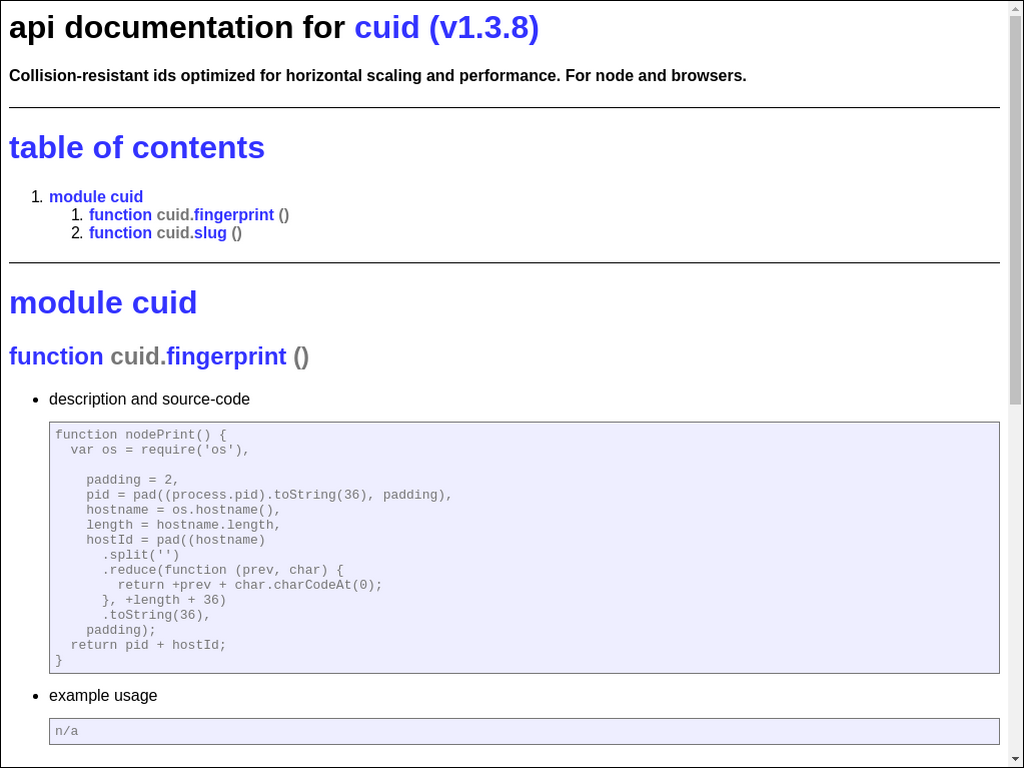 api documentation for cuid (v1.3.8)
Collision-resistant ids optimized for horizontal scaling and performance. For node and browsers.
table of contents
1. module cuid
1. function cuid.fingerprint ()
2. function cuid.slug ()
module cuid
function cuid.fingerprint ()
• description and source-code
function nodePrint() {
  var os = require('os'),

    padding = 2,
    pid = pad((process.pid).toString(36), padding),
    hostname = os.hostname(),
    length = hostname.length,
    hostId = pad((hostname)
      .split('')
      .reduce(function (prev, char) {
        return +prev + char.charCodeAt(0);
      }, +length + 36)
      .toString(36),
    padding);
  return pid + hostId;
}
• example usage
n/a